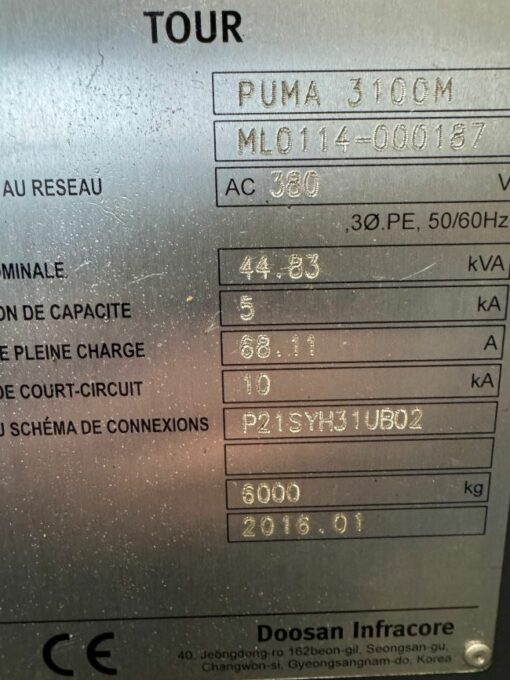 TOUR
PUMA 3100M
ML0114-000187
AU RESEAU AC 380 V
,3Ø.PE, 50/60Hz
OMINALE 44.83 kVA
ON DE CAPACITE 5 kA
E PLEINE CHARGE 68.11 A
DE COURT-CIRCUIT 10 kA
U SCHÉMA DE CONNEXIONS P21SYH31UB02
6000 kg
2016.01
CE Doosan Infracore
40, Jeongdong-ro 162beon-gil, Seongsan-gu,
Changwon-si, Gyeongsangnam-do, Korea